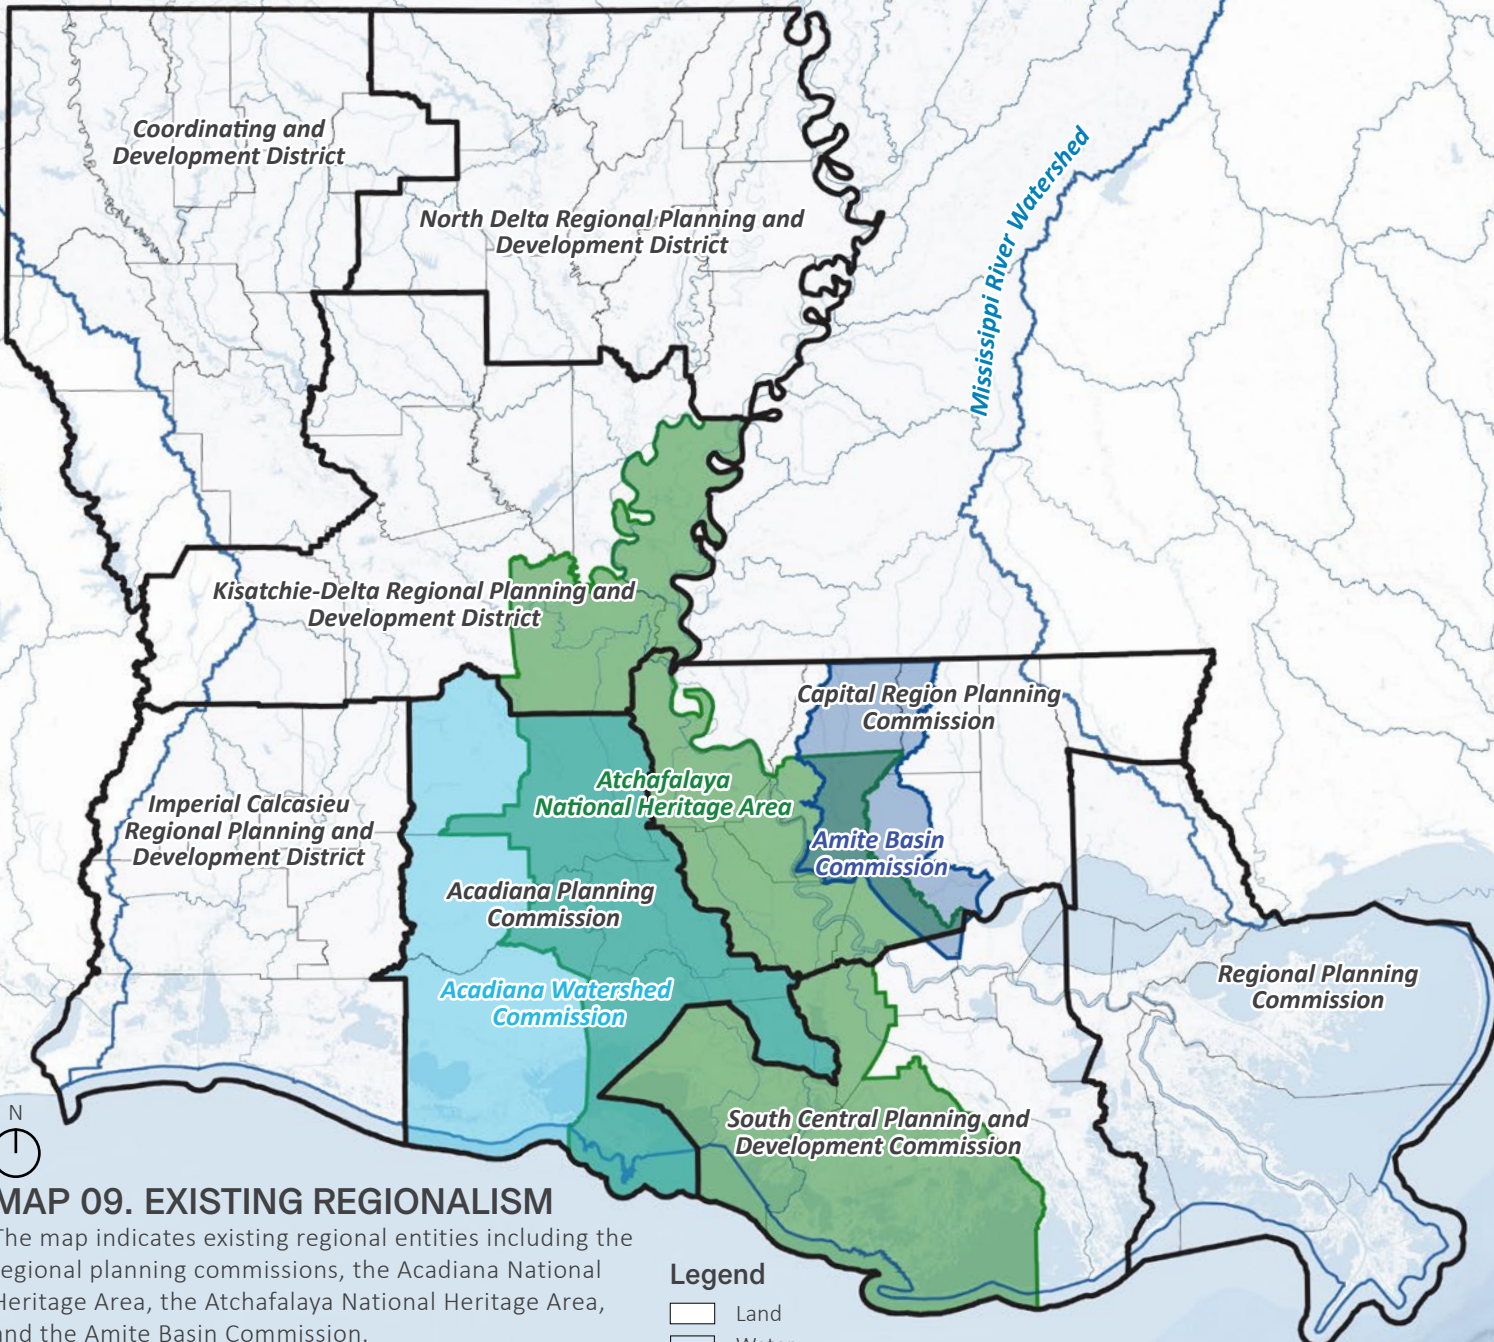 Coordinating and
Development District
North Delta Regional Planning and
Development District
Mississippi River Watershed
Kisatchie-Delta Regional Planning and
Development District
Capital Region Planning
Commission
Atchafalaya
National Heritage Area
Imperial Calcasieu
Regional Planning and
Development District
Amite Basin
Commission
Acadiana Planning
Commission
Acadiana Watershed
Commission
Regional Planning
Commission
South Central Planning and
Development Commission
N
MAP 09. EXISTING REGIONALISM
The map indicates existing regional entities including the
regional planning commissions, the Acadiana National
Heritage Area, the Atchafalaya National Heritage Area,
and the Amite Basin Commission.
Legend
Land
Water